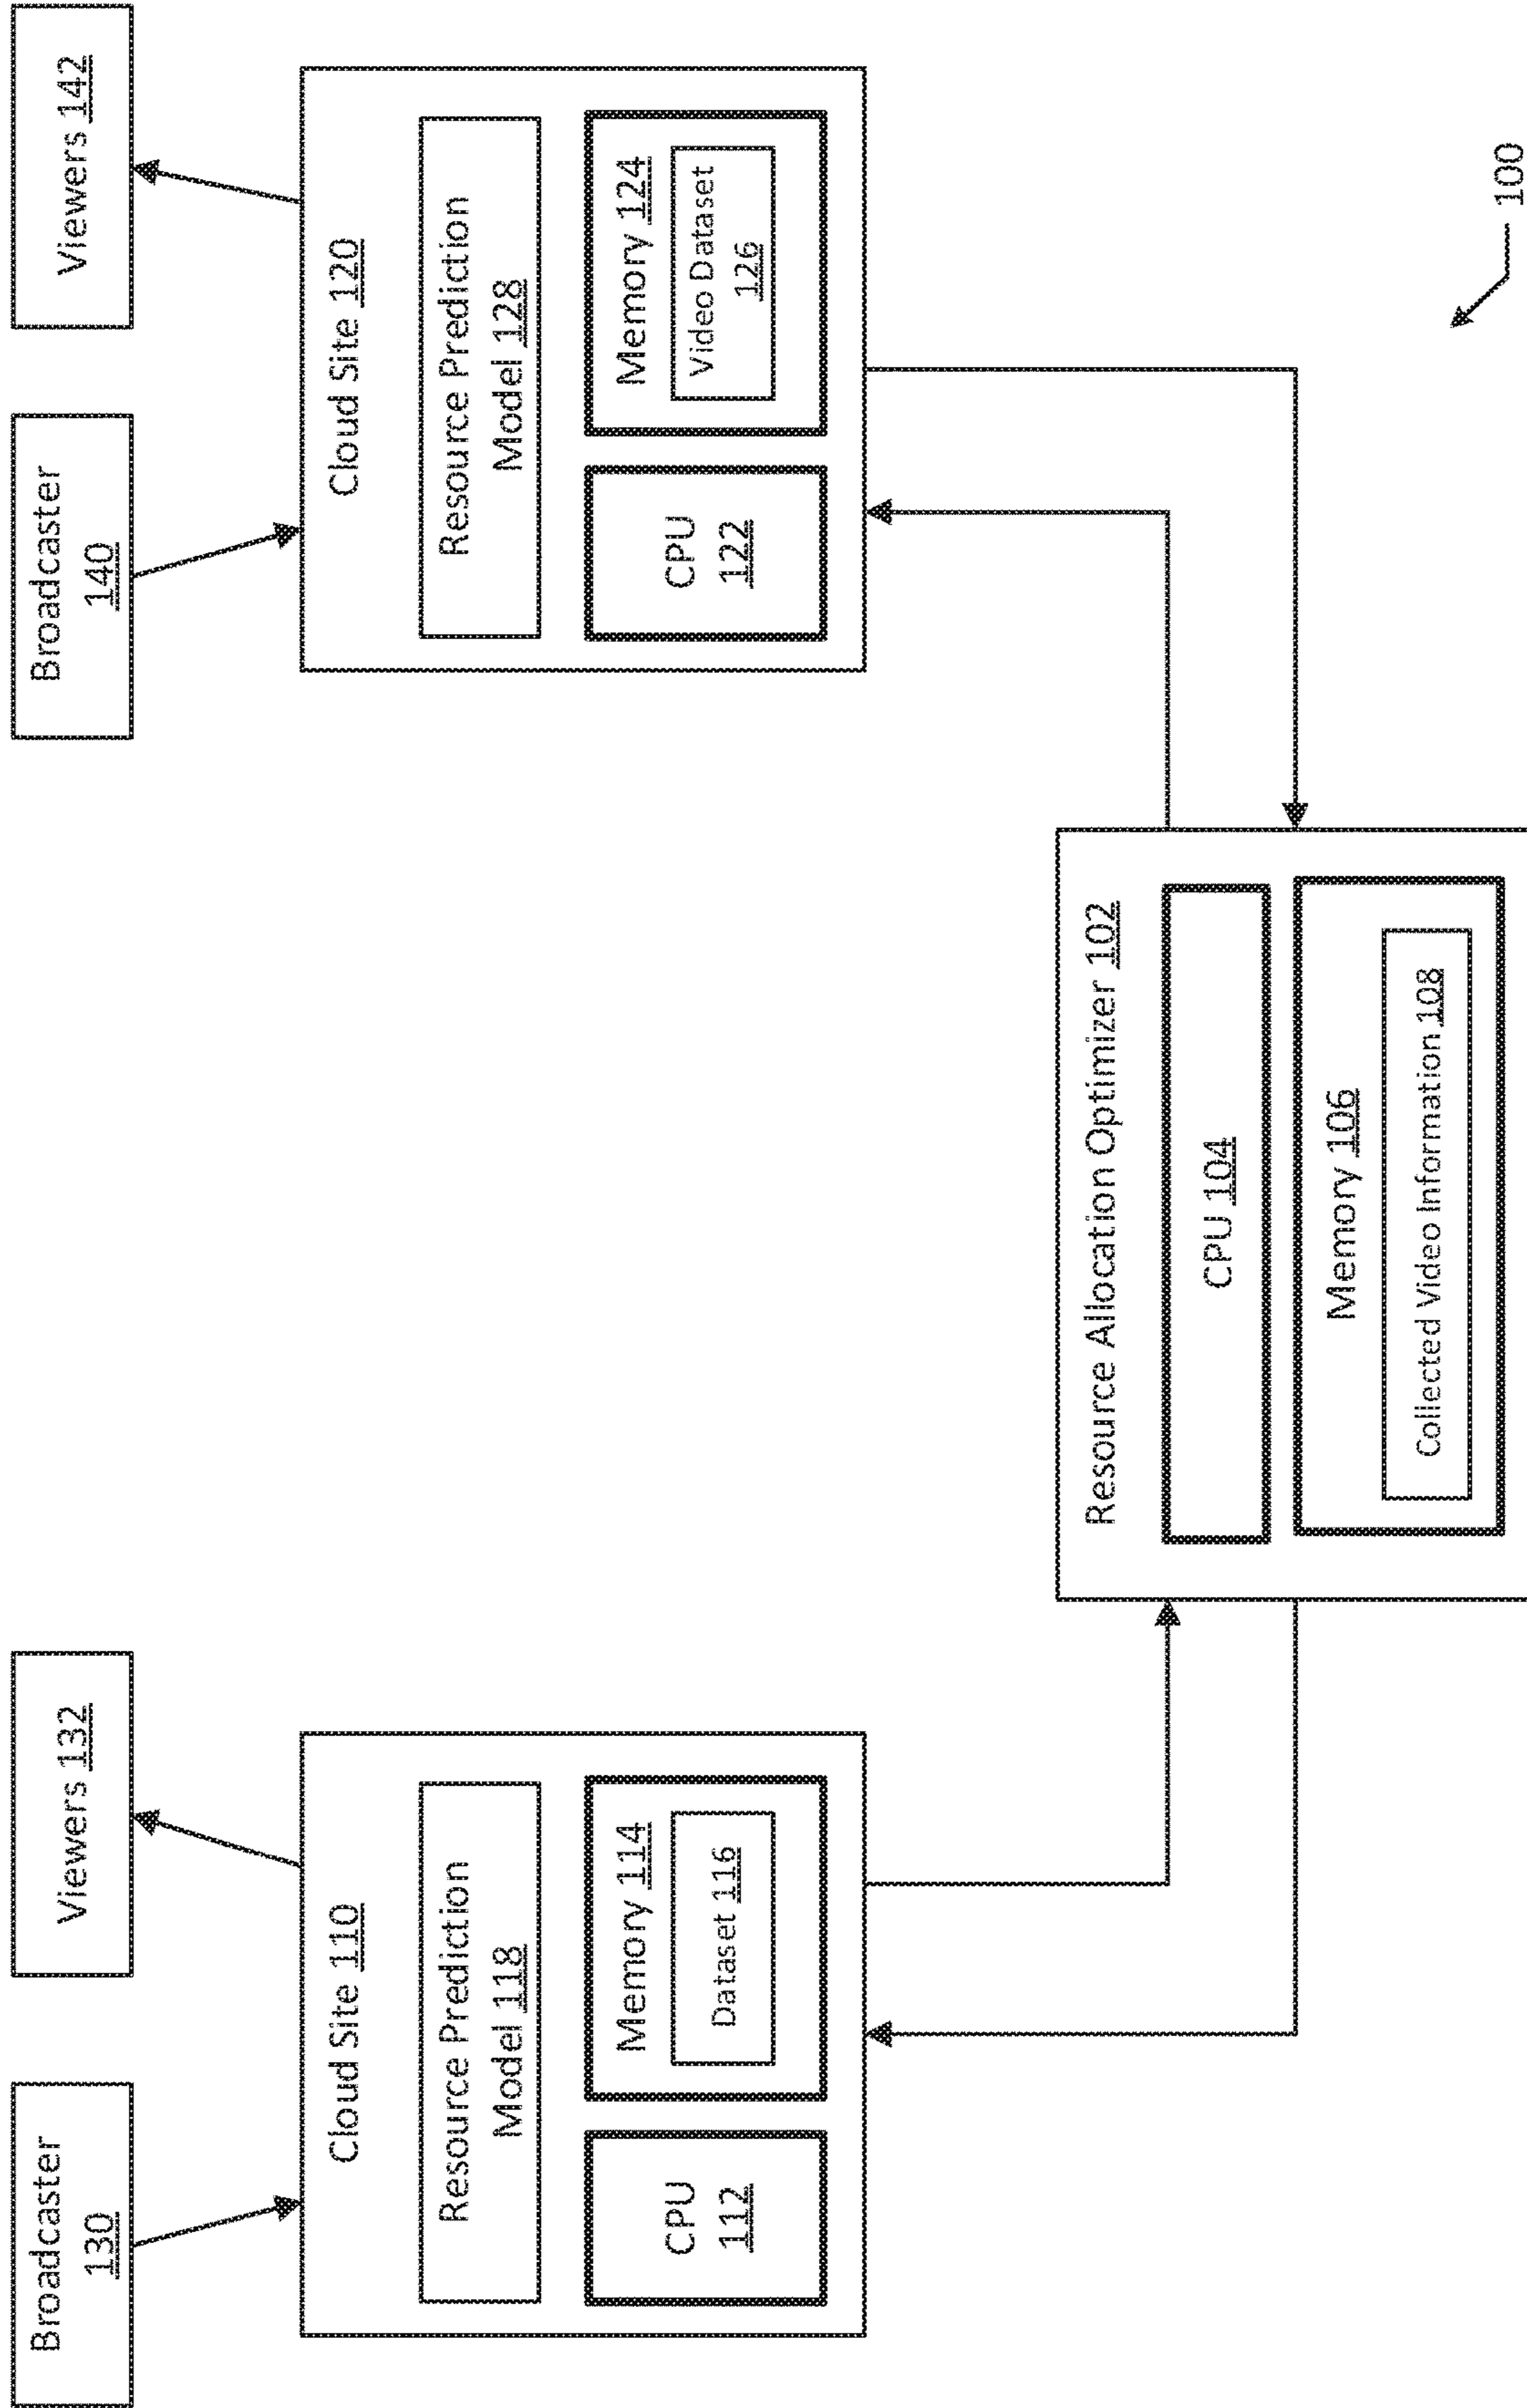 Broadcaster
130
Viewers 132
Broadcaster
140
Viewers 142
Cloud Site 110
Resource Prediction
Model 118
CPU
112
Memory 114
Dataset 116
Cloud Site 120
Resource Prediction
Model 128
CPU
122
Memory 124
Video Dataset
126
Resource Allocation Optimizer 102
CPU 104
Memory 106
Collected Video Information 108
100